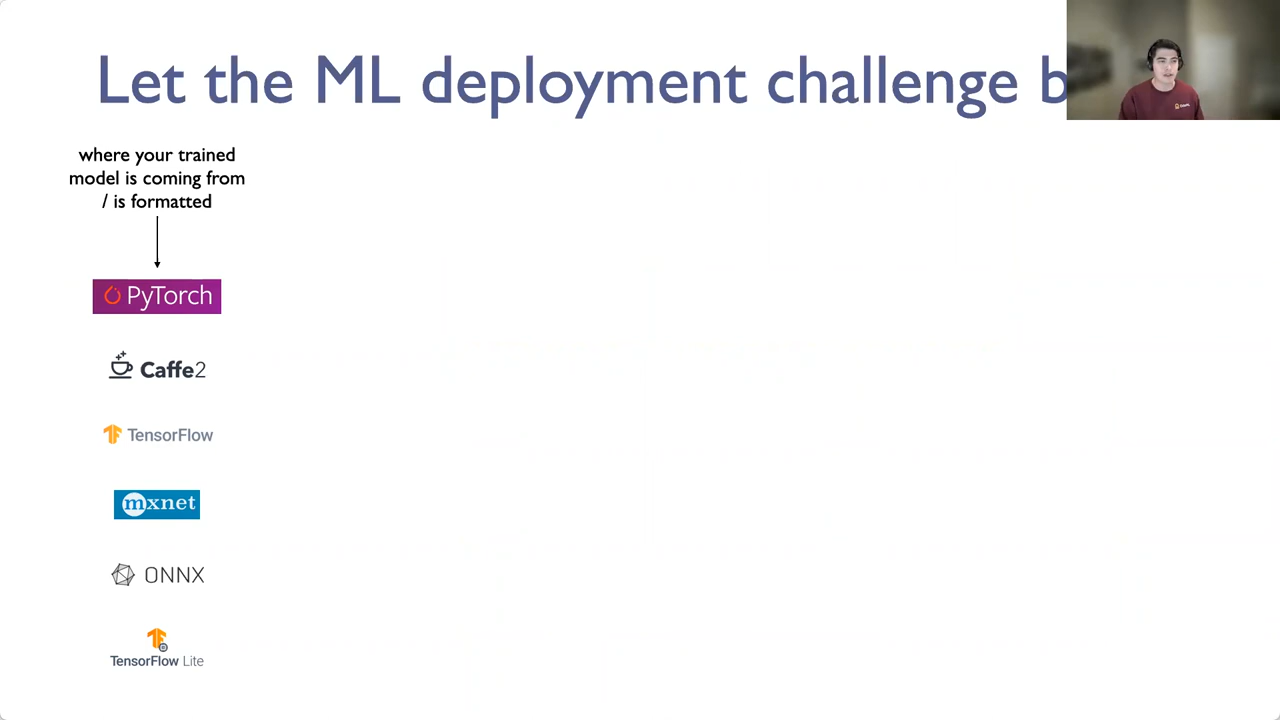 Let the ML deployment challenge b
where your trained
model is coming from
/ is formatted
PyTorch
Caffe2
TensorFlow
mxnet
ONNX
TensorFlow Lite